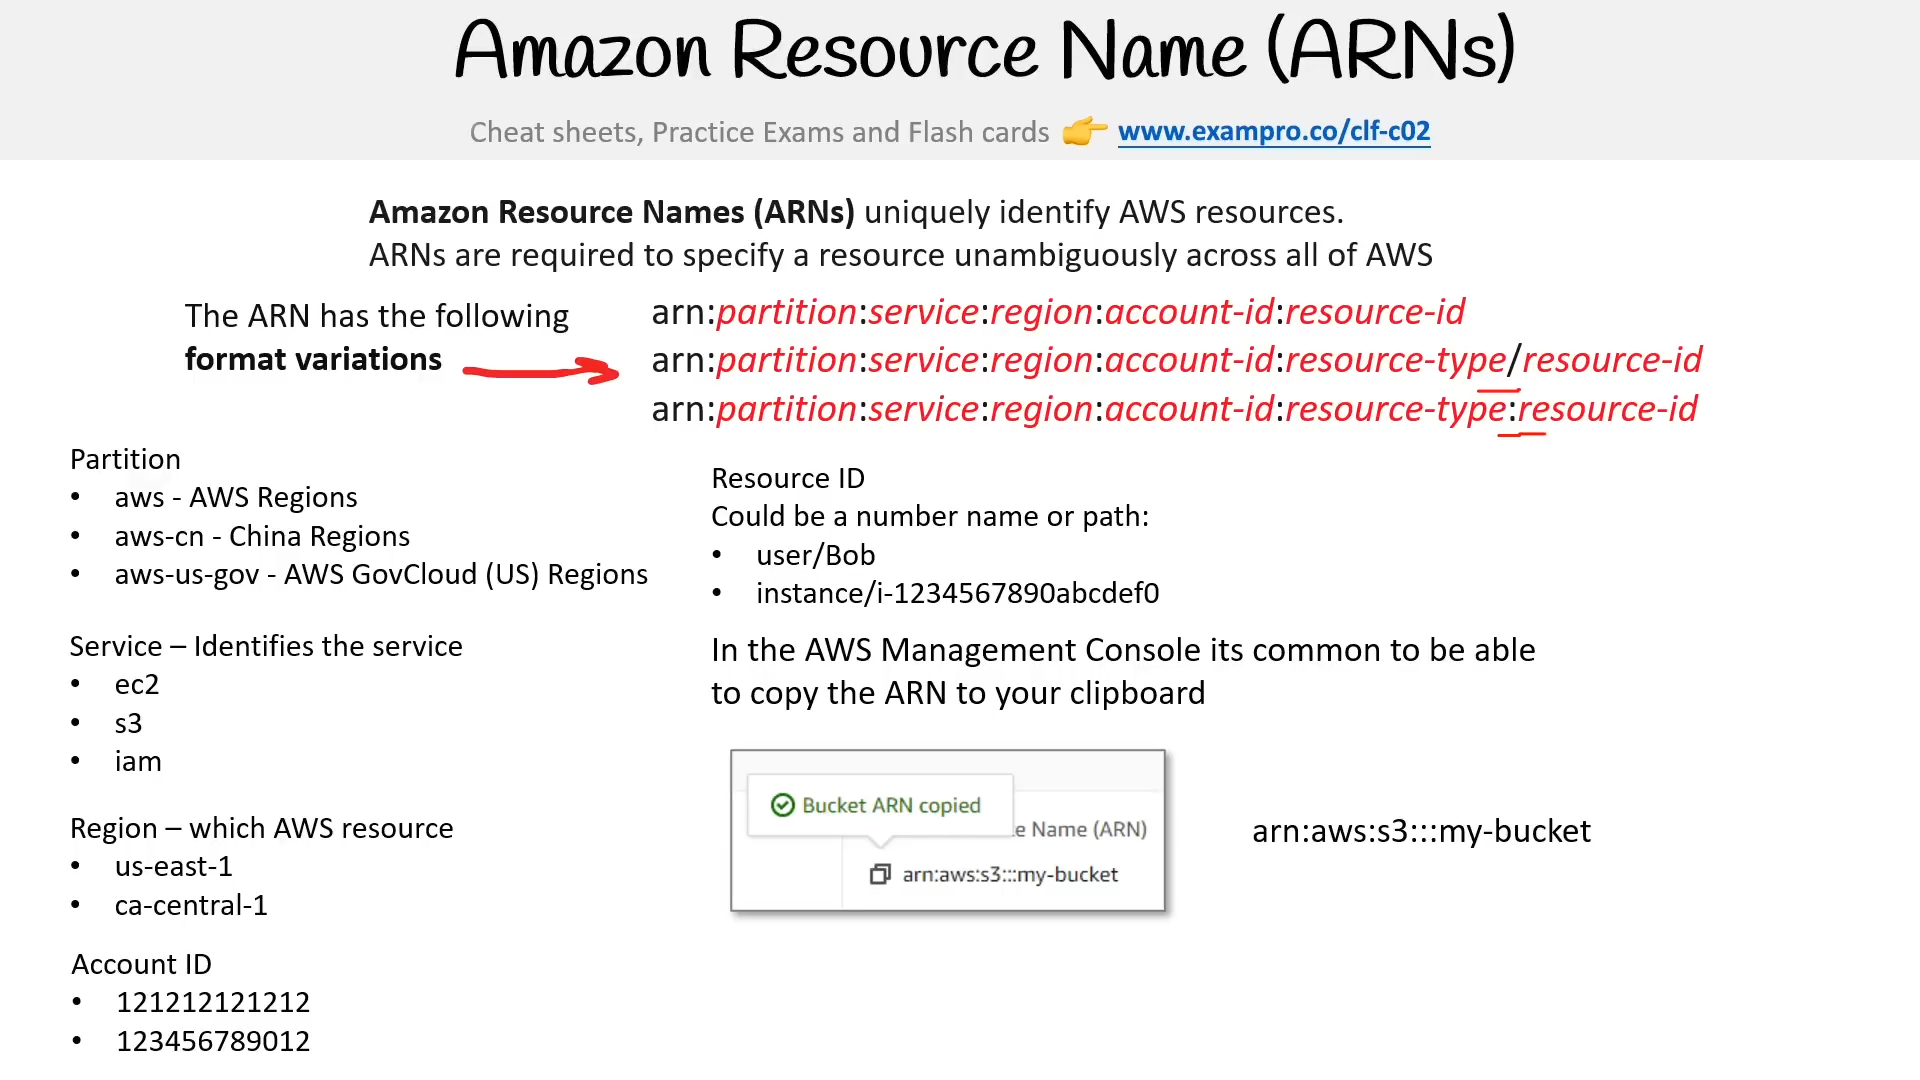 Amazon Resource Name (ARNs)
Cheat sheets, Practice Exams and Flash cards 👉 www.exampro.co/clf-c02
Amazon Resource Names (ARNs) uniquely identify AWS resources.
ARNs are required to specify a resource unambiguously across all of AWS
The ARN has the following
format variations
arn:partition:service:region:account-id:resource-id
arn:partition:service:region:account-id:resource-type/resource-id
arn:partition:service:region:account-id:resource-type:resource-id
Partition
• aws - AWS Regions
• aws-cn - China Regions
• aws-us-gov - AWS GovCloud (US) Regions
Service – Identifies the service
• ec2
• s3
• iam
Region – which AWS resource
• us-east-1
• ca-central-1
Account ID
• 121212121212
• 123456789012
Resource ID
Could be a number name or path:
• user/Bob
• instance/i-1234567890abcdef0
In the AWS Management Console its common to be able
to copy the ARN to your clipboard
Bucket ARN copied
e Name (ARN)
arn:aws:s3:::my-bucket
arn:aws:s3:::my-bucket